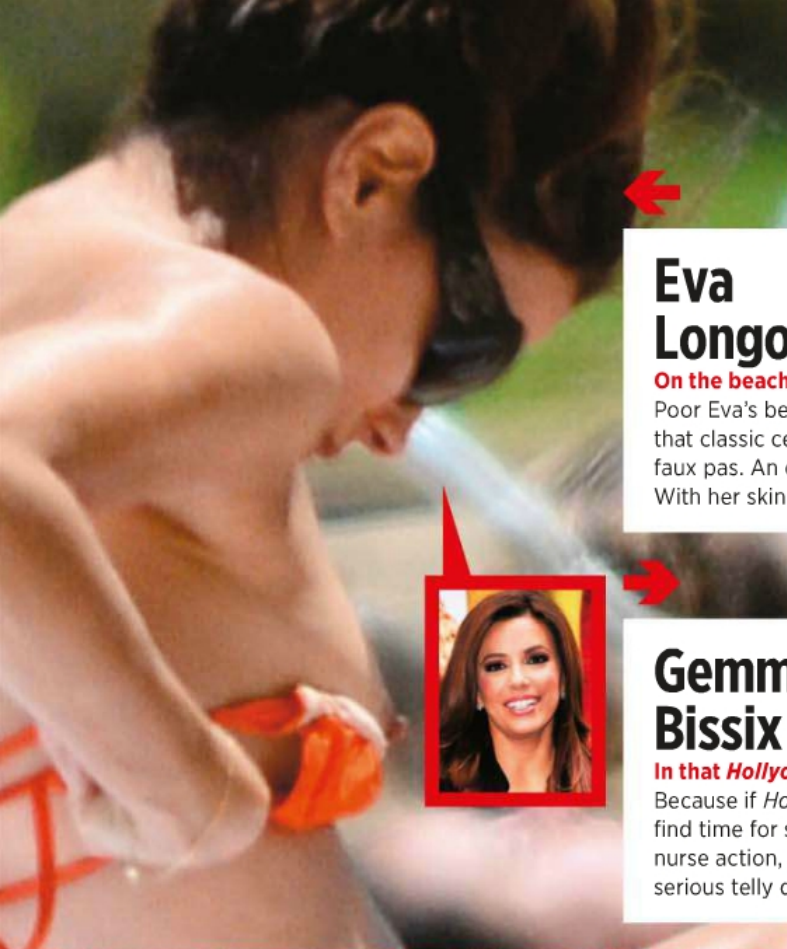 Eva
Longo
On the beach
Poor Eva's be
that classic ce
faux pas. An
With her skin
Gemm
Bissix
In that Hollyo
Because if Ho
find time for s
nurse action,
serious telly